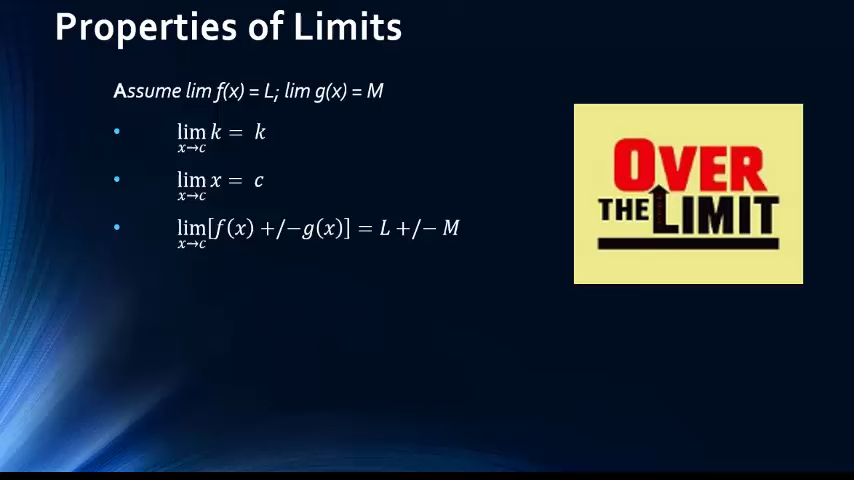 Properties of Limits
Assume lim f(x) = L; lim g(x) = M
• lim x→c k = k
• lim x→c x = c
• lim x→c [f(x) +/− g(x)] = L +/− M
OVER
THE LIMIT